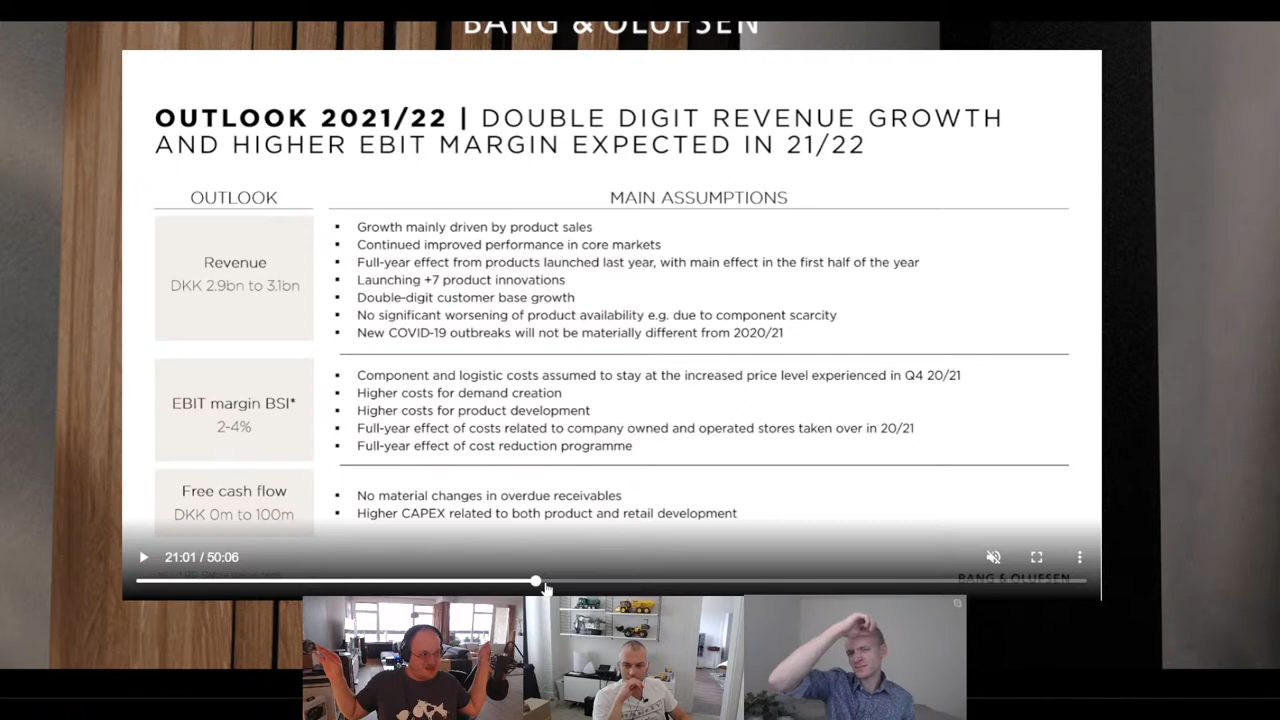 BANG & OLUFSEN
OUTLOOK 2021/22 | DOUBLE DIGIT REVENUE GROWTH
AND HIGHER EBIT MARGIN EXPECTED IN 21/22
OUTLOOK
MAIN ASSUMPTIONS
Revenue
DKK 2.9bn to 3.1bn
▪ Growth mainly driven by product sales
▪ Continued improved performance in core markets
▪ Full-year effect from products launched last year, with main effect in the first half of the year
▪ Launching +7 product innovations
▪ Double-digit customer base growth
▪ No significant worsening of product availability e.g. due to component scarcity
▪ New COVID-19 outbreaks will not be materially different from 2020/21
EBIT margin BSI*
2-4%
▪ Component and logistic costs assumed to stay at the increased price level experienced in Q4 20/21
▪ Higher costs for demand creation
▪ Higher costs for product development
▪ Full-year effect of costs related to company owned and operated stores taken over in 20/21
▪ Full-year effect of cost reduction programme
Free cash flow
DKK 0m to 100m
▪ No material changes in overdue receivables
▪ Higher CAPEX related to both product and retail development
21:01 / 50:06
BANG & OLUFSEN